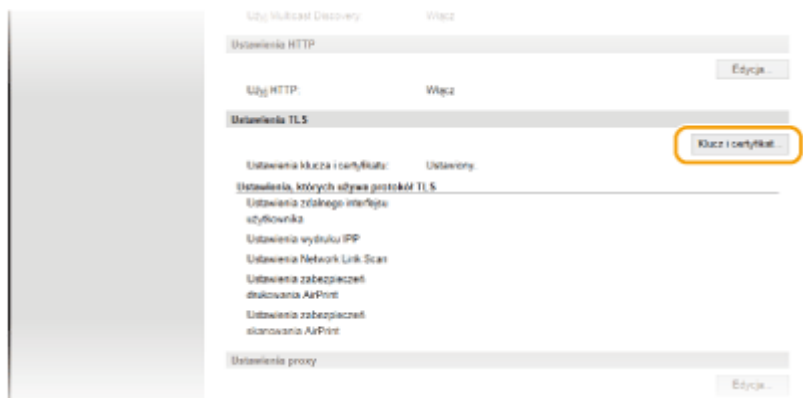 Użyj Multicast Discovery: Włącz
Ustawienia HTTP
Edycja...
Użyj HTTP: Włącz
Ustawienia TLS
Klucz i certyfikat...
Ustawienia klucza i certyfikatu: Ustawiony.
Ustawienia, których używa protokół TLS
Ustawienia zdalnego interfejsu
użytkownika
Ustawienia wydruku IPP
Ustawienia Network Link Scan
Ustawienia zabezpieczeń
drukowania AirPrint
Ustawienia zabezpieczeń
skanowania AirPrint
Ustawienia proxy
Edycja...